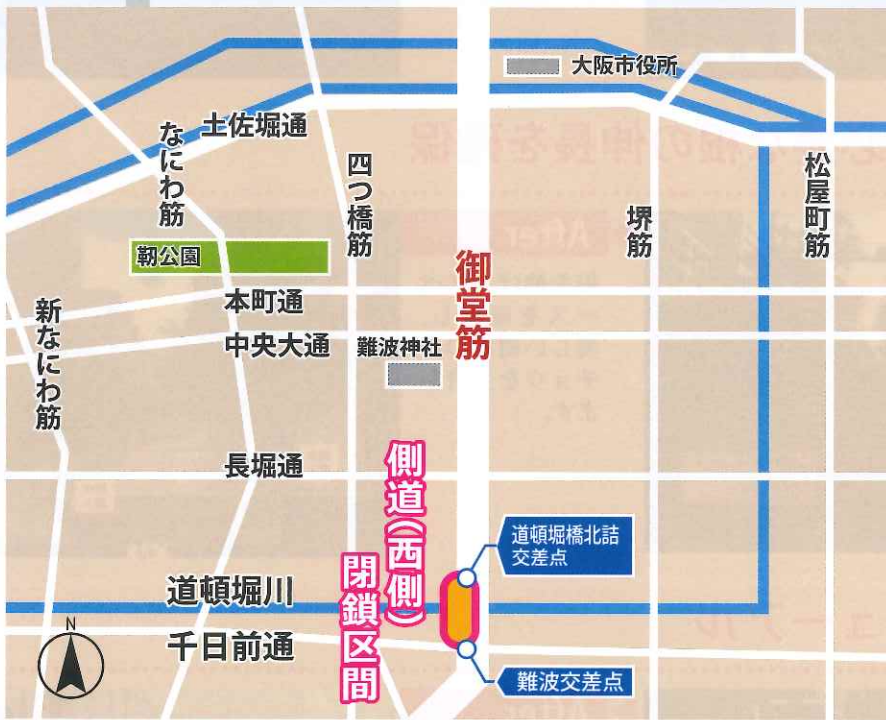 大阪市役所
土佐堀通
なにわ筋
四つ橋筋
松屋町筋
堺筋
靭公園
御堂筋
本町通
新なにわ筋
中央大通
難波神社
長堀通
側道(西側)
閉鎖区間
道頓堀橋北詰
交差点
道頓堀川
千日前通
N
難波交差点